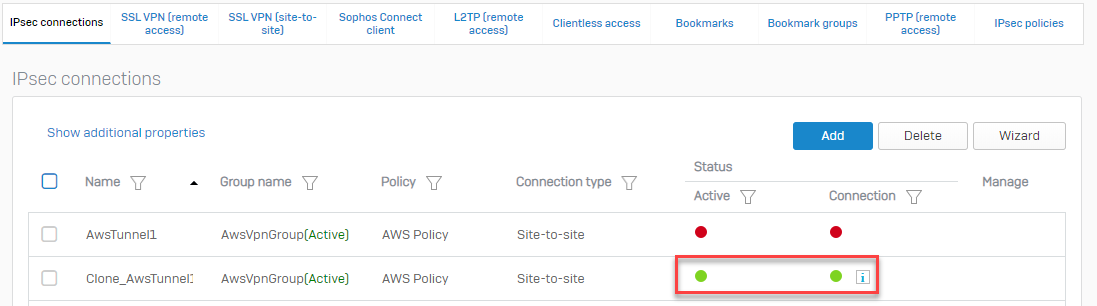 IPsec connections
SSL VPN (remote
access)
SSL VPN (site-to-
site)
Sophos Connect
client
L2TP (remote
access)
Clientless access
Bookmarks
Bookmark groups
PPTP (remote
access)
IPsec policies
IPsec connections
Show additional properties
Add
Delete
Wizard
Status
Name
Group name
Policy
Connection type
Manage
Active
Connection
AwsTunnel1
AwsVpnGroup(Active)
AWS Policy
Site-to-site
Clone_AwsTunnel1
AwsVpnGroup(Active)
AWS Policy
Site-to-site
i